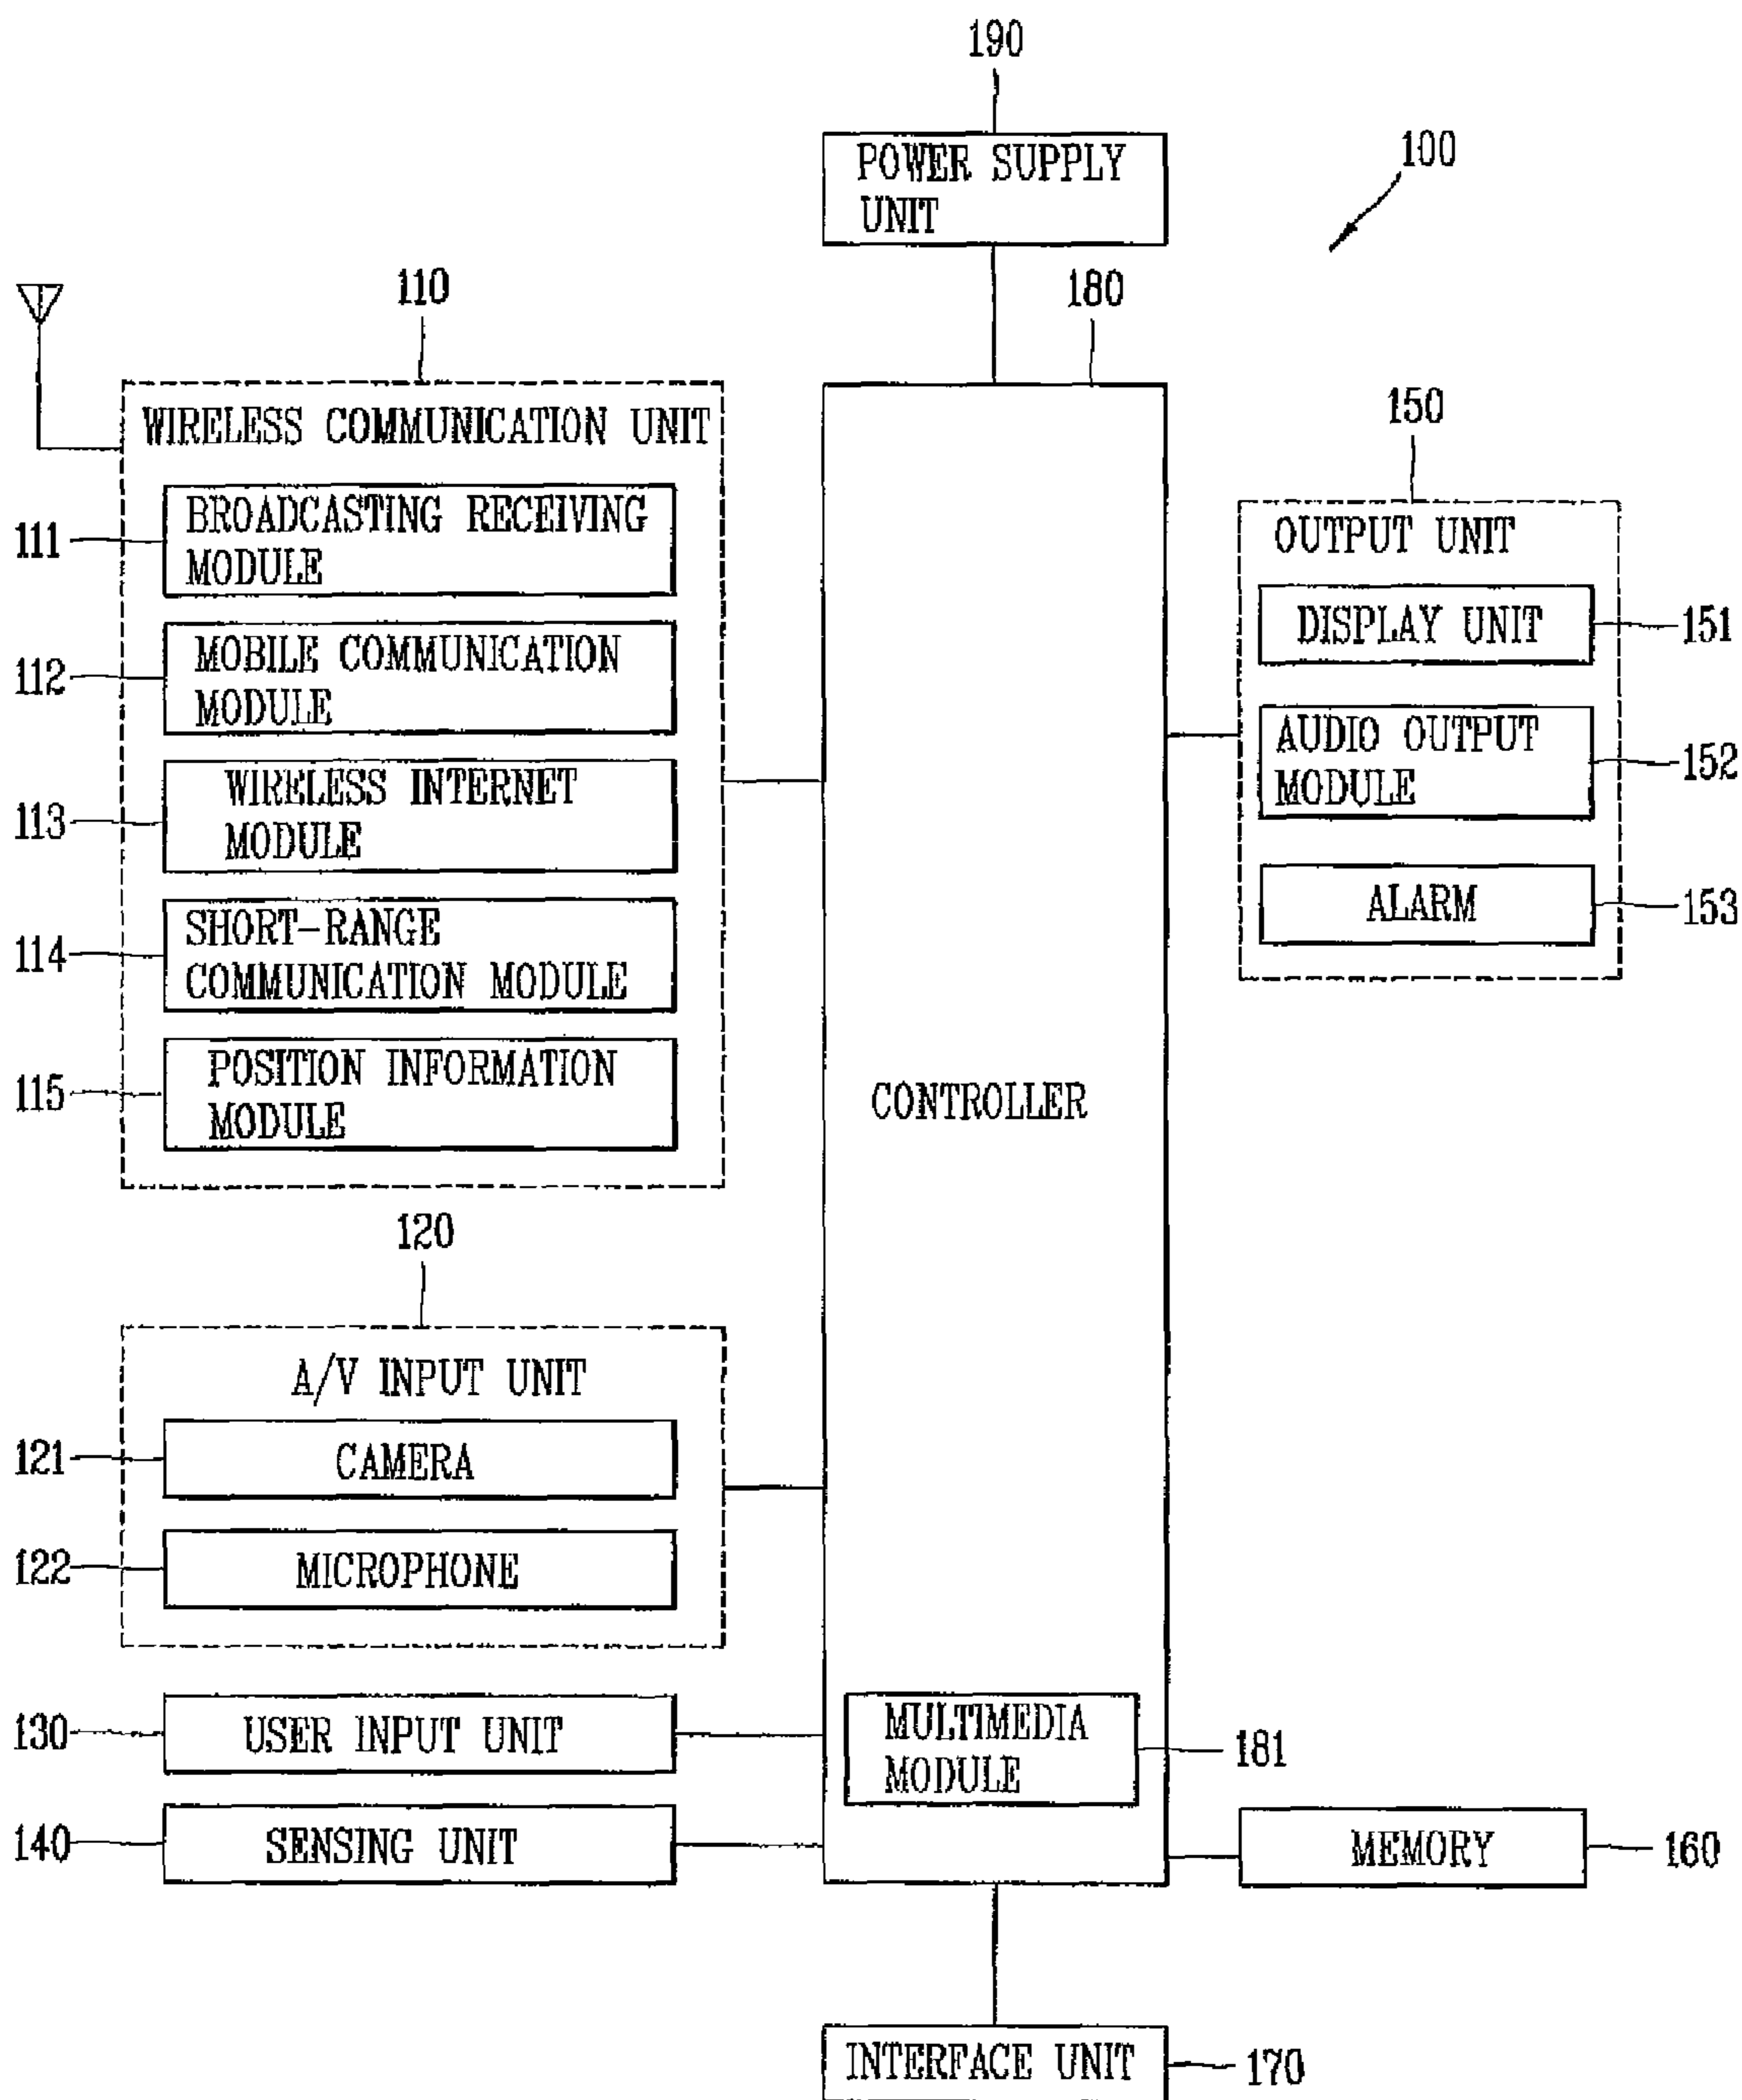 190
POWER SUPPLY
UNIT
100
110
180
WIRELESS COMMUNICATION UNIT
150
111
BROADCASTING RECEIVING
MODULE
OUTPUT UNIT
112
MOBILE COMMUNICATION
MODULE
DISPLAY UNIT
151
113
WIRELESS INTERNET
MODULE
AUDIO OUTPUT
MODULE
152
114
SHORT-RANGE
COMMUNICATION MODULE
ALARM
153
115
POSITION INFORMATION
MODULE
CONTROLLER
120
A/V INPUT UNIT
121
CAMERA
122
MICROPHONE
130
USER INPUT UNIT
MULTIMEDIA
MODULE
181
140
SENSING UNIT
MEMORY
160
INTERFACE UNIT
170